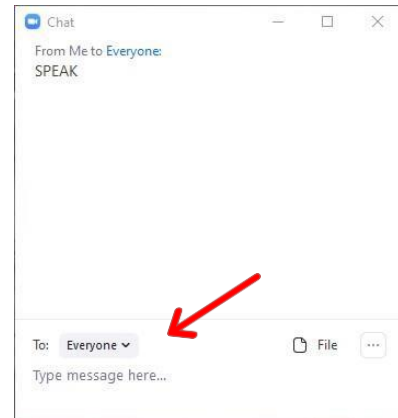 Chat
From Me to Everyone:
SPEAK
To: Everyone File ...
Type message here...